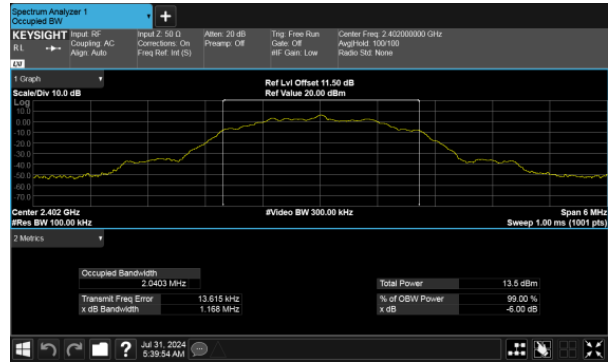 Spectrum Analyzer 1
Occupied BW
KEYSIGHT
RL
Input: RF
Coupling: AC
Align: Auto
Input Z: 50 Ω
Corrections: On
Freq Ref: Int (S)
Atten: 20 dB
Preamp: Off
Trig: Free Run
Gate: Off
#IF Gain: Low
Center Freq: 2.402000000 GHz
Avg|Hold: 100/100
Radio Std: None
1 Graph
Scale/Div 10.0 dB
Ref Lvl Offset 11.50 dB
Ref Value 20.00 dBm
Log
10.0
0.00
-10.0
-20.0
-30.0
-40.0
-50.0
-60.0
-70.0
Center 2.402 GHz
#Res BW 100.00 kHz
#Video BW 300.00 kHz
Span 6 MHz
Sweep 1.00 ms (1001 pts)
2 Metrics
Occupied Bandwidth
2.0403 MHz
Transmit Freq Error 13.615 kHz
x dB Bandwidth 1.168 MHz
Total Power 13.5 dBm
% of OBW Power 99.00 %
x dB -6.00 dB
?
Jul 31, 2024
5:39:54 AM